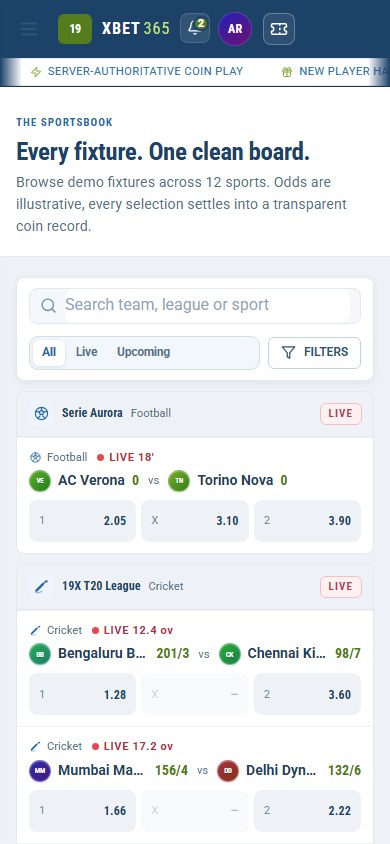 19 XBET 365 2 AR
SERVER-AUTHORITATIVE COIN PLAY NEW PLAYER HA
THE SPORTSBOOK
Every fixture. One clean board.
Browse demo fixtures across 12 sports. Odds are
illustrative, every selection settles into a transparent
coin record.
Search team, league or sport
All Live Upcoming FILTERS
Serie Aurora Football LIVE
Football LIVE 18'
VE AC Verona 0 vs TN Torino Nova 0
1 2.05 X 3.10 2 3.90
19X T20 League Cricket LIVE
Cricket LIVE 12.4 ov
BB Bengaluru B... 201/3 vs CK Chennai Ki... 98/7
1 1.28 X – 2 3.60
Cricket LIVE 17.2 ov
MM Mumbai Ma... 156/4 vs DD Delhi Dyn... 132/6
1 1.66 X – 2 2.22